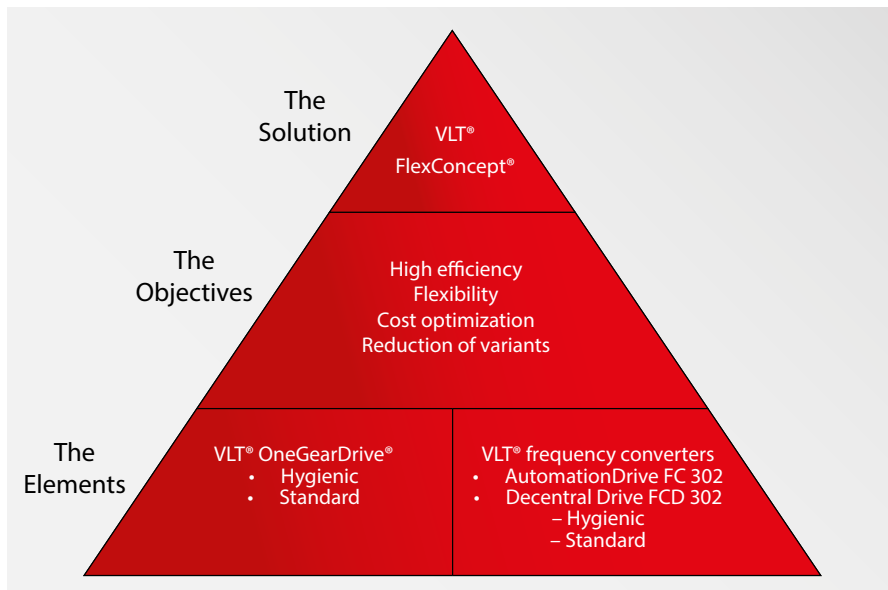 The
Solution
VLT®
FlexConcept®
The
Objectives
High efficiency
Flexibility
Cost optimization
Reduction of variants
The
Elements
VLT® OneGearDrive®
• Hygienic
• Standard
VLT® frequency converters
• AutomationDrive FC 302
• Decentral Drive FCD 302
– Hygienic
– Standard